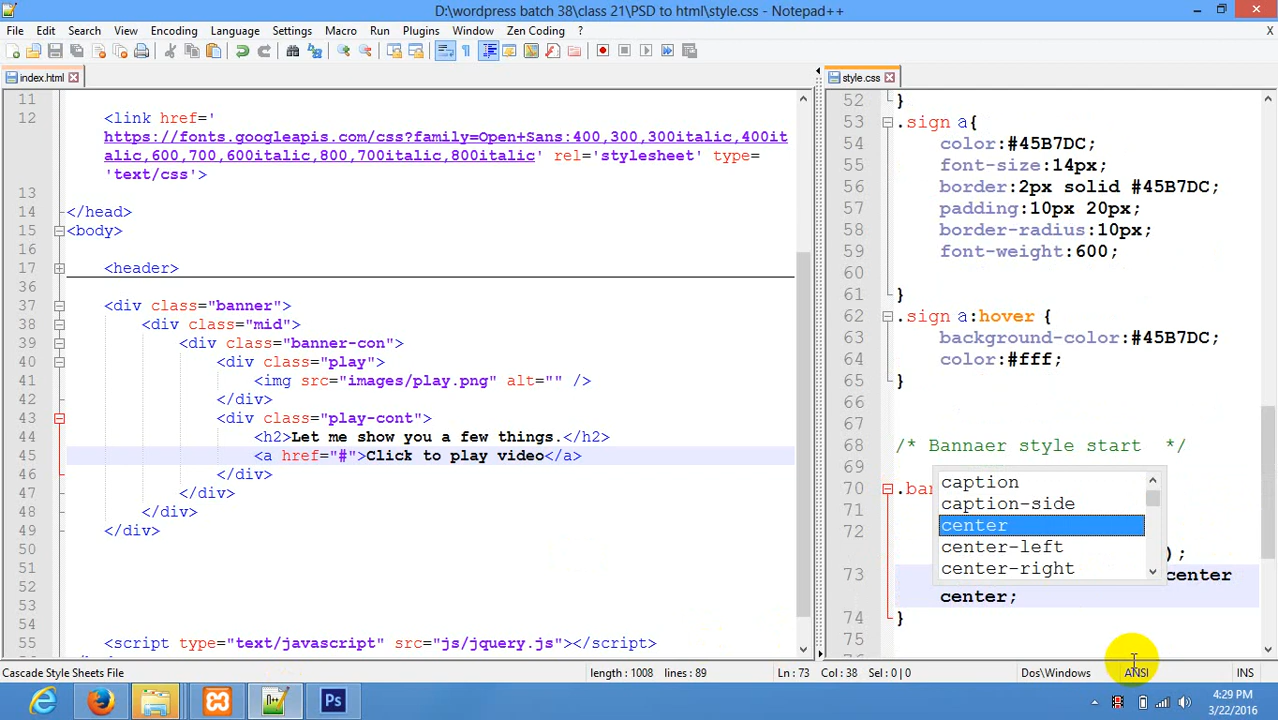 D:\wordpress batch 38\class 21\PSD to html\style.css - Notepad++
File Edit Search View Encoding Language Settings Macro Run Plugins Window Zen Coding ? X
index.html
11
12 <link href='
https://fonts.googleapis.com/css?family=Open+Sans:400,300,300italic,400it
alic,600,700,600italic,800,700italic,800italic' rel='stylesheet' type=
'text/css'>
13
14 </head>
15 <body>
16
17 <header>
36
37 <div class="banner">
38 <div class="mid">
39 <div class="banner-con">
40 <div class="play">
41 <img src="images/play.png" alt="" />
42 </div>
43 <div class="play-cont">
44 <h2>Let me show you a few things.</h2>
45 <a href="#">Click to play video</a>
46 </div>
47 </div>
48 </div>
49 </div>
50
51
52
53
54
55 <script type="text/javascript" src="js/jquery.js"></script>
style.css
52 }
53 .sign a{
54 color:#45B7DC;
55 font-size:14px;
56 border:2px solid #45B7DC;
57 padding:10px 20px;
58 border-radius:10px;
59 font-weight:600;
60
61 }
62 .sign a:hover {
63 background-color:#45B7DC;
64 color:#fff;
65 }
66
67
68 /* Bannaer style start */
69
70 .ban
71
72
);
73 center
center;
74 }
75
caption
caption-side
center
center-left
center-right
Cascade Style Sheets File length : 1008 lines : 89 Ln : 73 Col : 38 Sel : 0 | 0 Dos\Windows ANSI INS
Ps
4:29 PM
3/22/2016